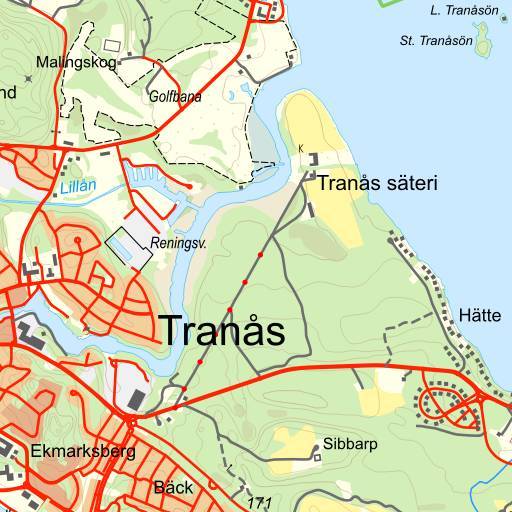 L. Tranåsön
St. Tranåsön
Malingskog
Golfbana
nd
K
Lillån
Tranås säteri
Reningsv.
Hätte
Tranås
Ekmarksberg
Sibbarp
Bäck
171